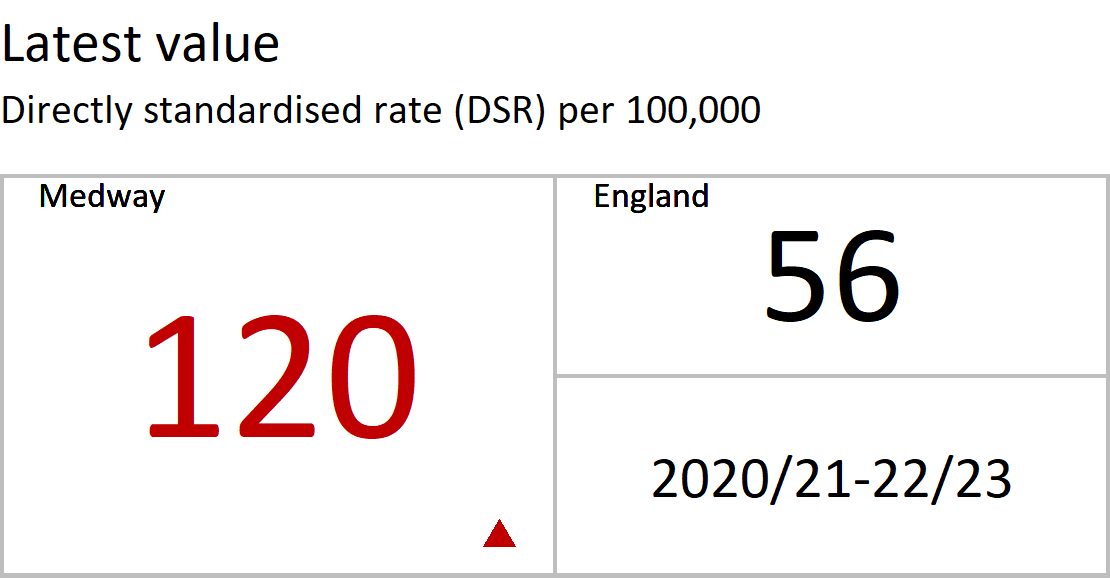 Latest value
Directly standardised rate (DSR) per 100,000
Medway
120
England
56
2020/21-22/23